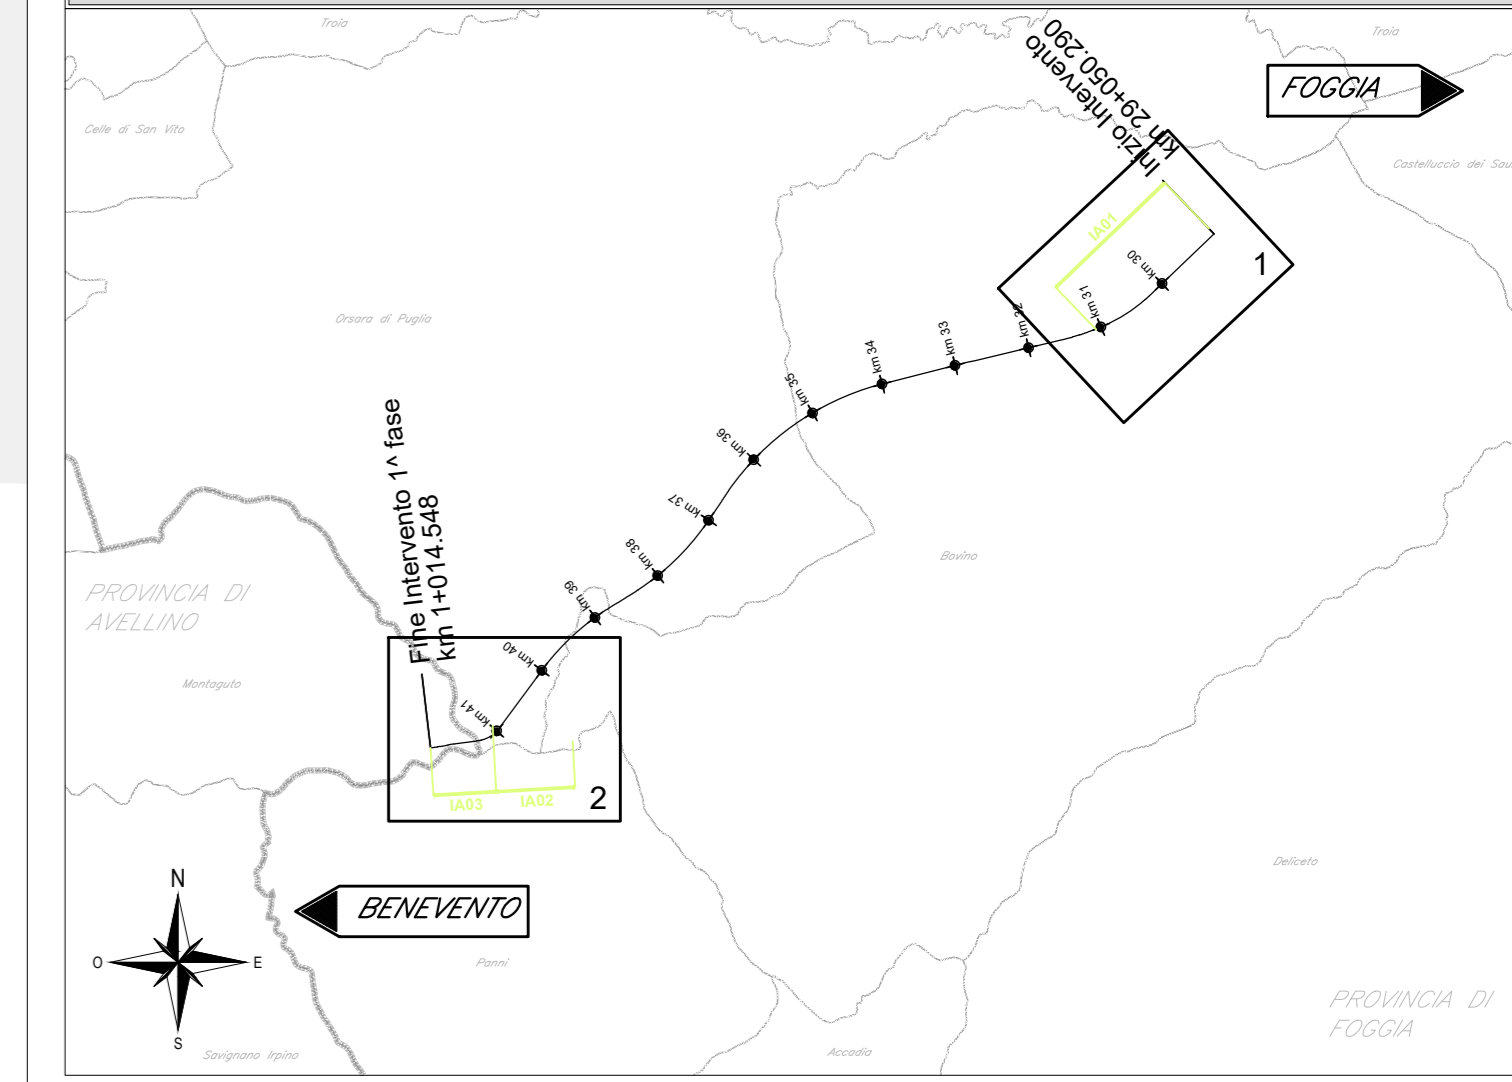 Troia
Troia
FOGGIA
Inizio Intervento
km 29+050.290
Celle di San Vito
Castelluccio dei Sau
IA01
km 30
1
km 31
km 32
Orsara di Puglia
km 33
km 34
km 35
km 36
Fine Intervento 1^ fase
km 1+014.548
km 37
km 38
Bovino
km 39
PROVINCIA DI
AVELLINO
km 40
Montaguto
km 41
IA03
IA02
2
Deliceto
N
BENEVENTO
O
E
S
Panni
PROVINCIA DI
FOGGIA
Savignano Irpino
Accadia